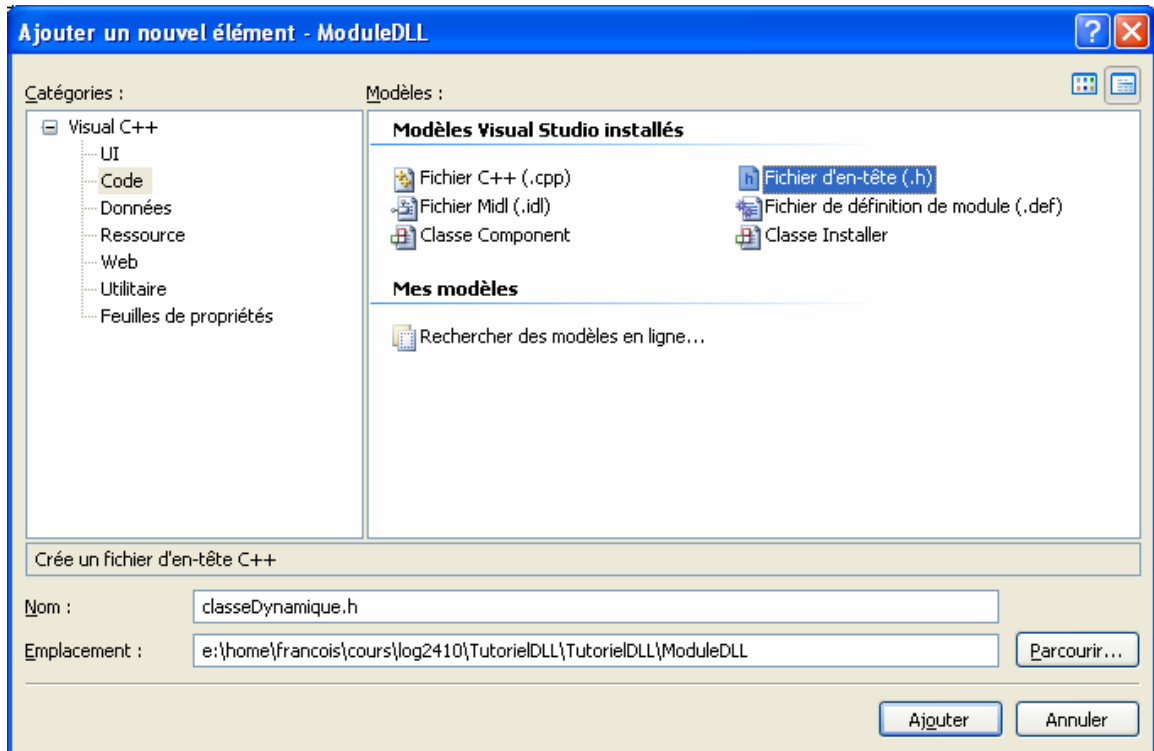 Ajouter un nouvel élément - ModuleDLL
Catégories :
Modèles :
Visual C++
UI
Code
Données
Ressource
Web
Utilitaire
Feuilles de propriétés
Modèles Visual Studio installés
Fichier C++ (.cpp)
Fichier d'en-tête (.h)
Fichier Midl (.idl)
Fichier de définition de module (.def)
Classe Component
Classe Installer
Mes modèles
Rechercher des modèles en ligne...
Crée un fichier d'en-tête C++
Nom :
classeDynamique.h
Emplacement :
e:\home\francois\cours\log2410\TutorielDLL\TutorielDLL\ModuleDLL
Parcourir...
Ajouter
Annuler